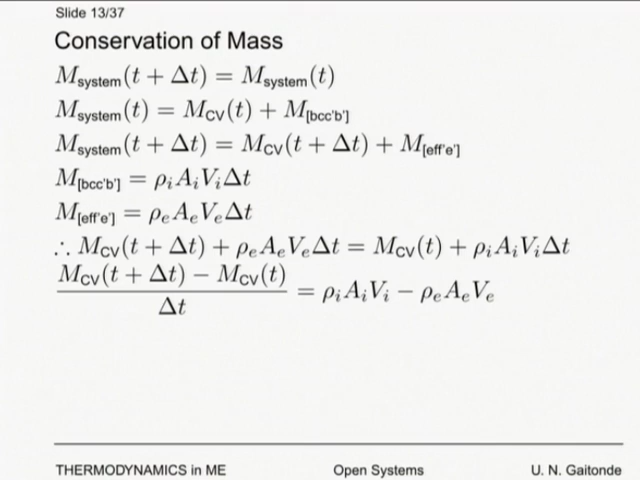 Slide 13/37
Conservation of Mass
M_system(t + Δt) = M_system(t)
M_system(t) = M_CV(t) + M_[bcc'b']
M_system(t + Δt) = M_CV(t + Δt) + M_[eff'e']
M_[bcc'b'] = ρ_i A_i V_i Δt
M_[eff'e'] = ρ_e A_e V_e Δt
∴ M_CV(t + Δt) + ρ_e A_e V_e Δt = M_CV(t) + ρ_i A_i V_i Δt
(M_CV(t + Δt) − M_CV(t)) / Δt = ρ_i A_i V_i − ρ_e A_e V_e
THERMODYNAMICS in ME Open Systems U. N. Gaitonde